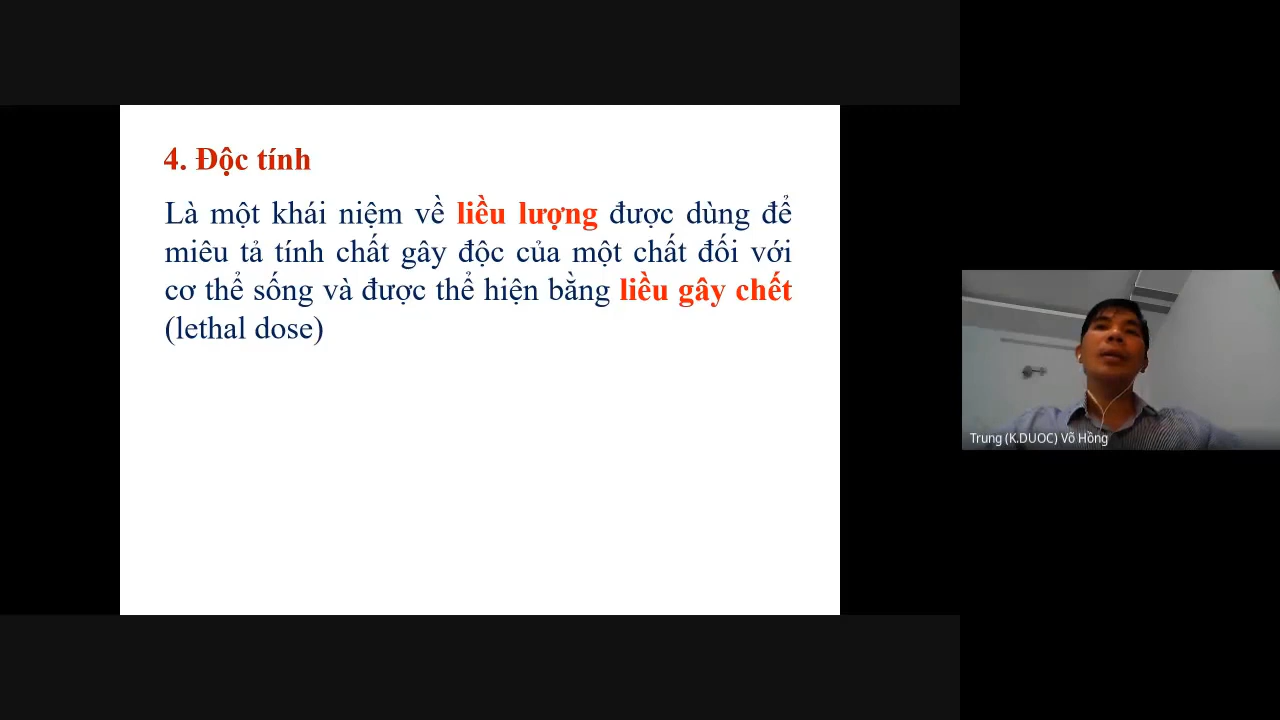 4. Độc tính
Là một khái niệm về liều lượng được dùng để
miêu tả tính chất gây độc của một chất đối với
cơ thể sống và được thể hiện bằng liều gây chết
(lethal dose)
Trung (K.DUOC) Võ Hồng